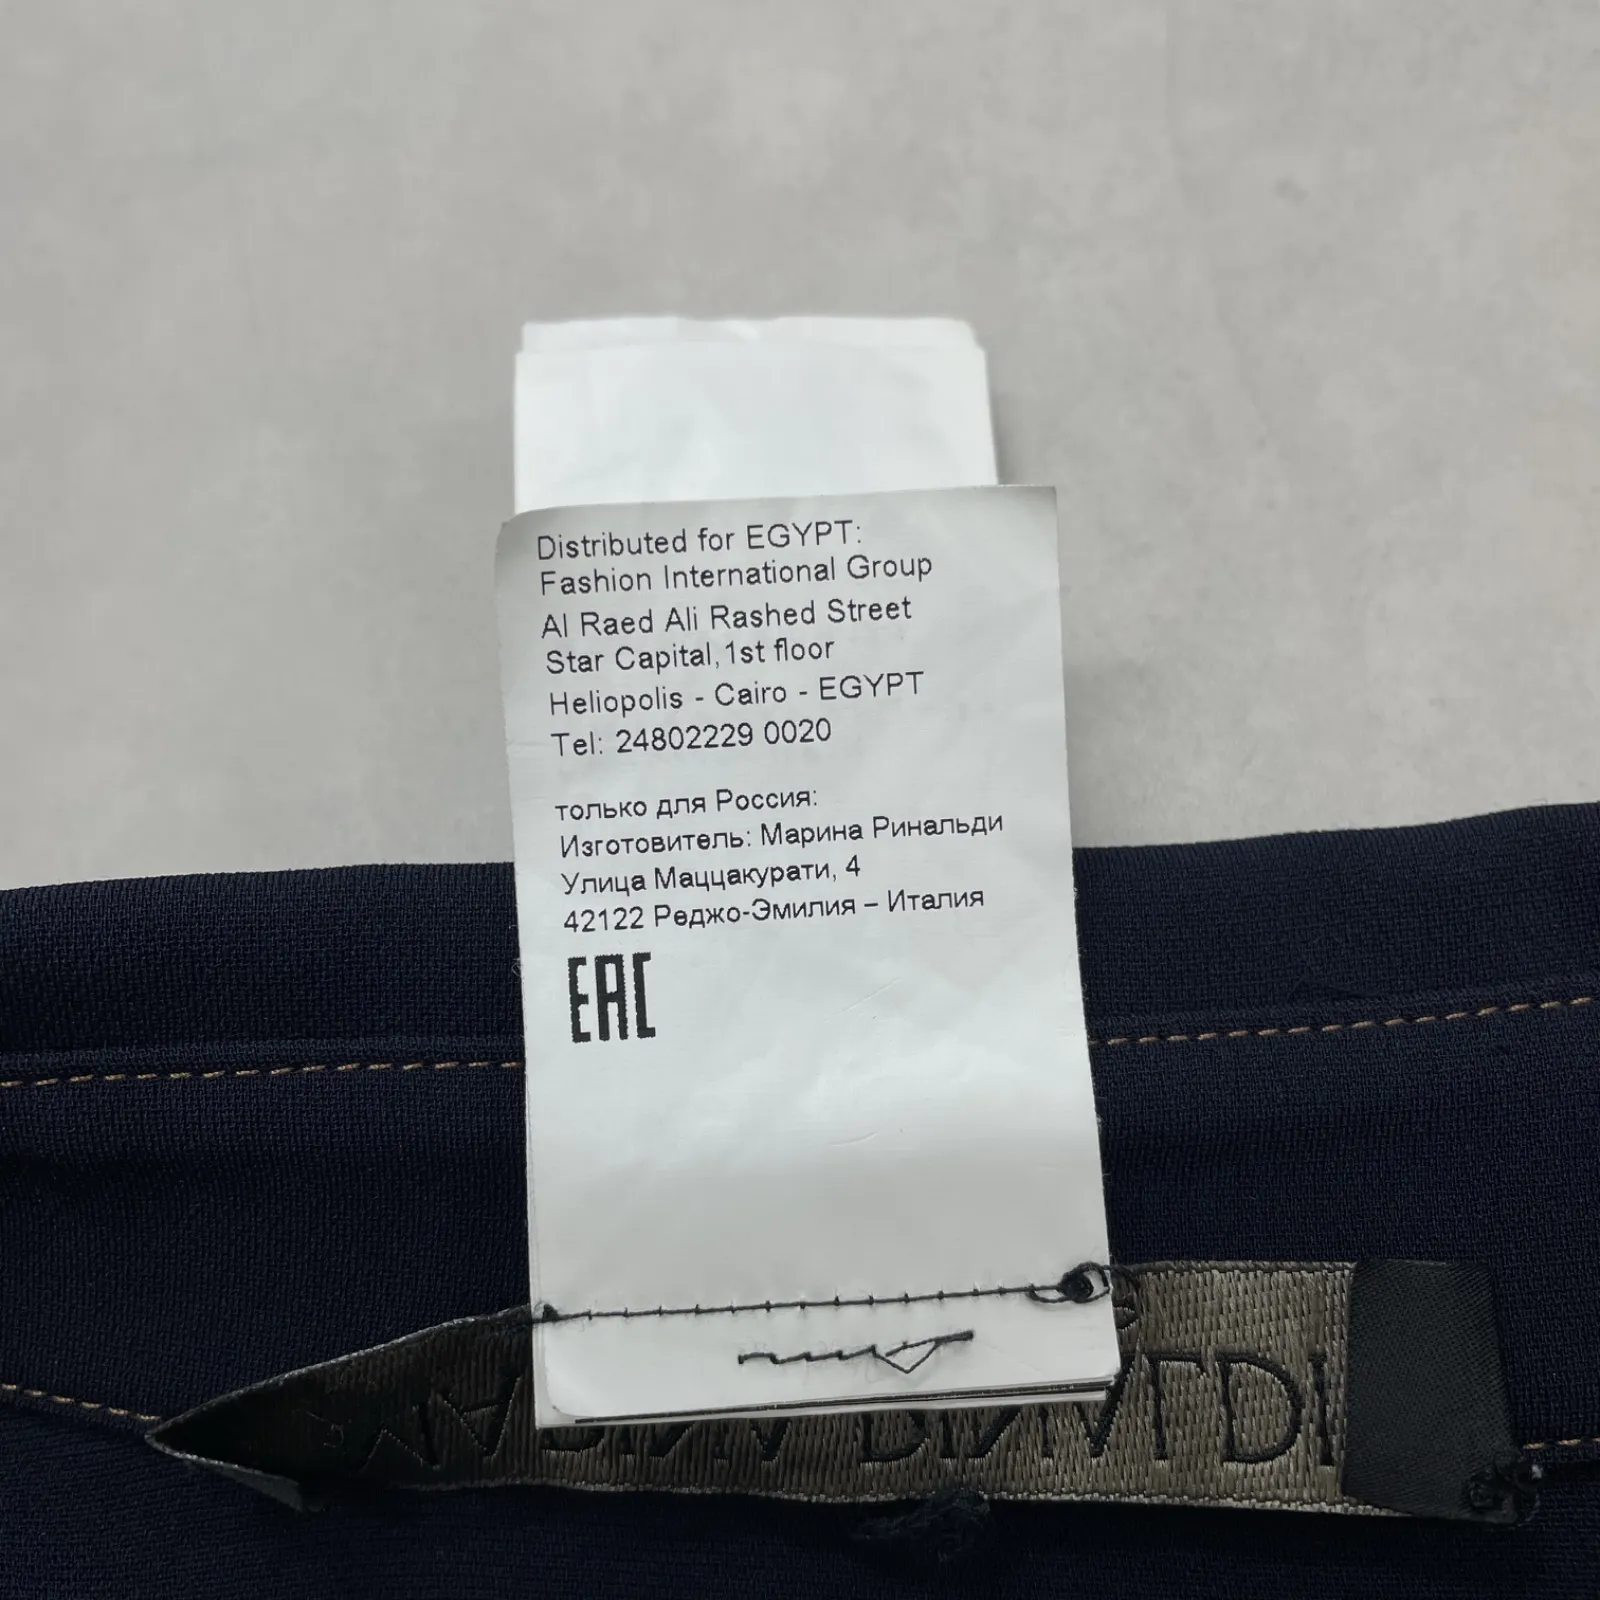 Distributed for EGYPT:
Fashion International Group
Al Raed Ali Rashed Street
Star Capital, 1st floor
Heliopolis - Cairo - EGYPT
Tel: 24802229 0020
только для Россия:
Изготовитель: Марина Ринальди
Улица Маццакурати, 4
42122 Реджо-Эмилия – Италия
EAC